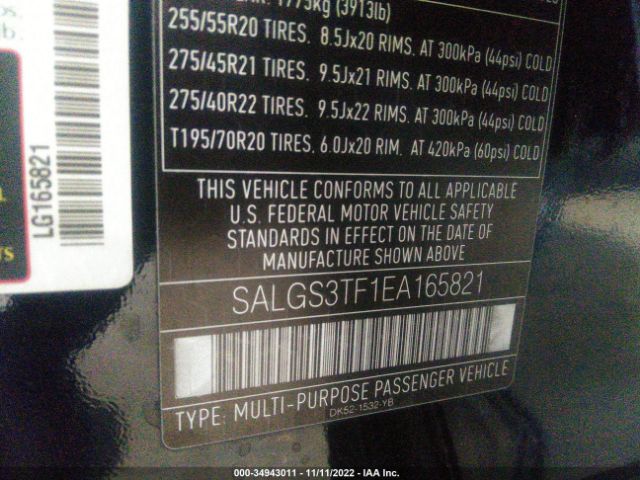 1775kg (3913lb)
255/55R20 TIRES. 8.5Jx20 RIMS. AT 300kPa (44psi) COLD
275/45R21 TIRES. 9.5Jx21 RIMS. AT 300kPa (44psi) COLD
275/40R22 TIRES. 9.5Jx22 RIMS. AT 300kPa (44psi) COLD
T195/70R20 TIRES. 6.0Jx20 RIM. AT 420kPa (60psi) COLD
THIS VEHICLE CONFORMS TO ALL APPLICABLE
U.S. FEDERAL MOTOR VEHICLE SAFETY
STANDARDS IN EFFECT ON THE DATE OF
MANUFACTURE SHOWN ABOVE
SALGS3TF1EA165821
TYPE: MULTI-PURPOSE PASSENGER VEHICLE
DK52-1532-YB
LG165821
000-34943011 - 11/11/2022 - IAA Inc.